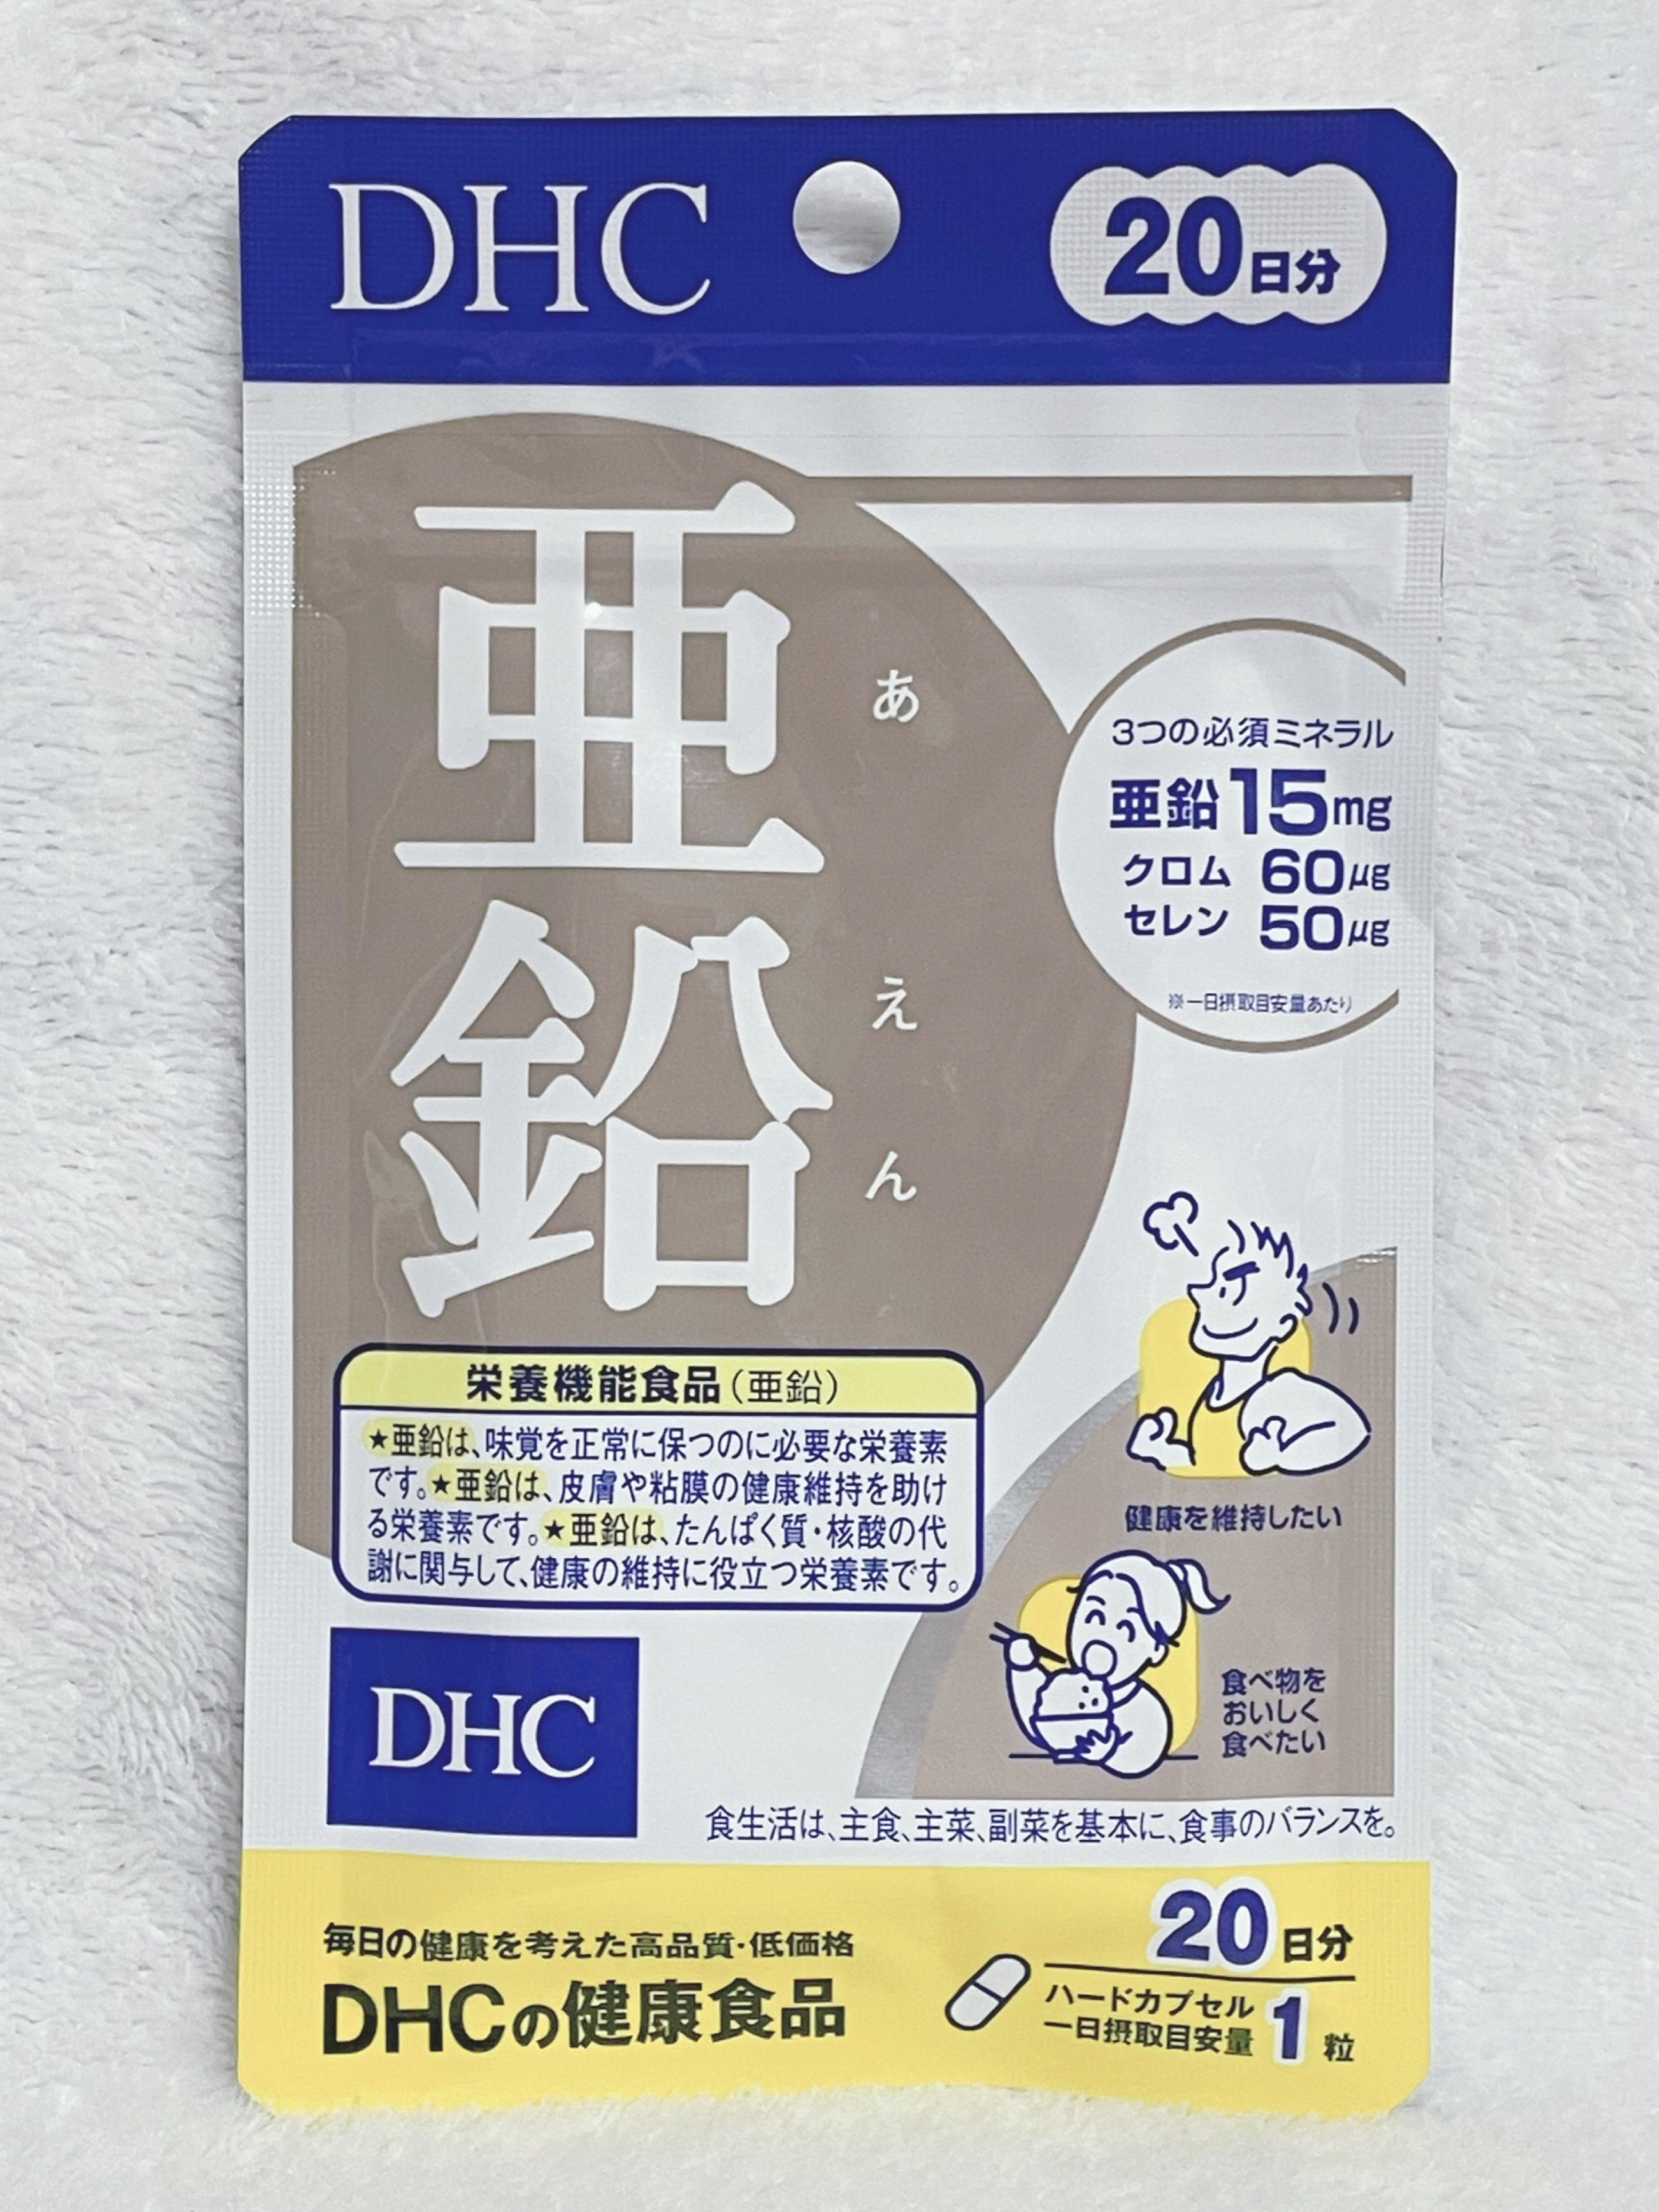 DHC
20日分
亜鉛
あえん
3つの必須ミネラル
亜鉛15mg
クロム 60μg
セレン 50μg
※一日摂取目安量あたり
栄養機能食品(亜鉛)
★亜鉛は、味覚を正常に保つのに必要な栄養素
です。★亜鉛は、皮膚や粘膜の健康維持を助け
る栄養素です。★亜鉛は、たんぱく質・核酸の代
謝に関与して、健康の維持に役立つ栄養素です。
健康を維持したい
食べ物を
おいしく
食べたい
DHC
食生活は、主食、主菜、副菜を基本に、食事のバランスを。
毎日の健康を考えた高品質・低価格
DHCの健康食品
20日分
ハードカプセル
一日摂取目安量 1粒